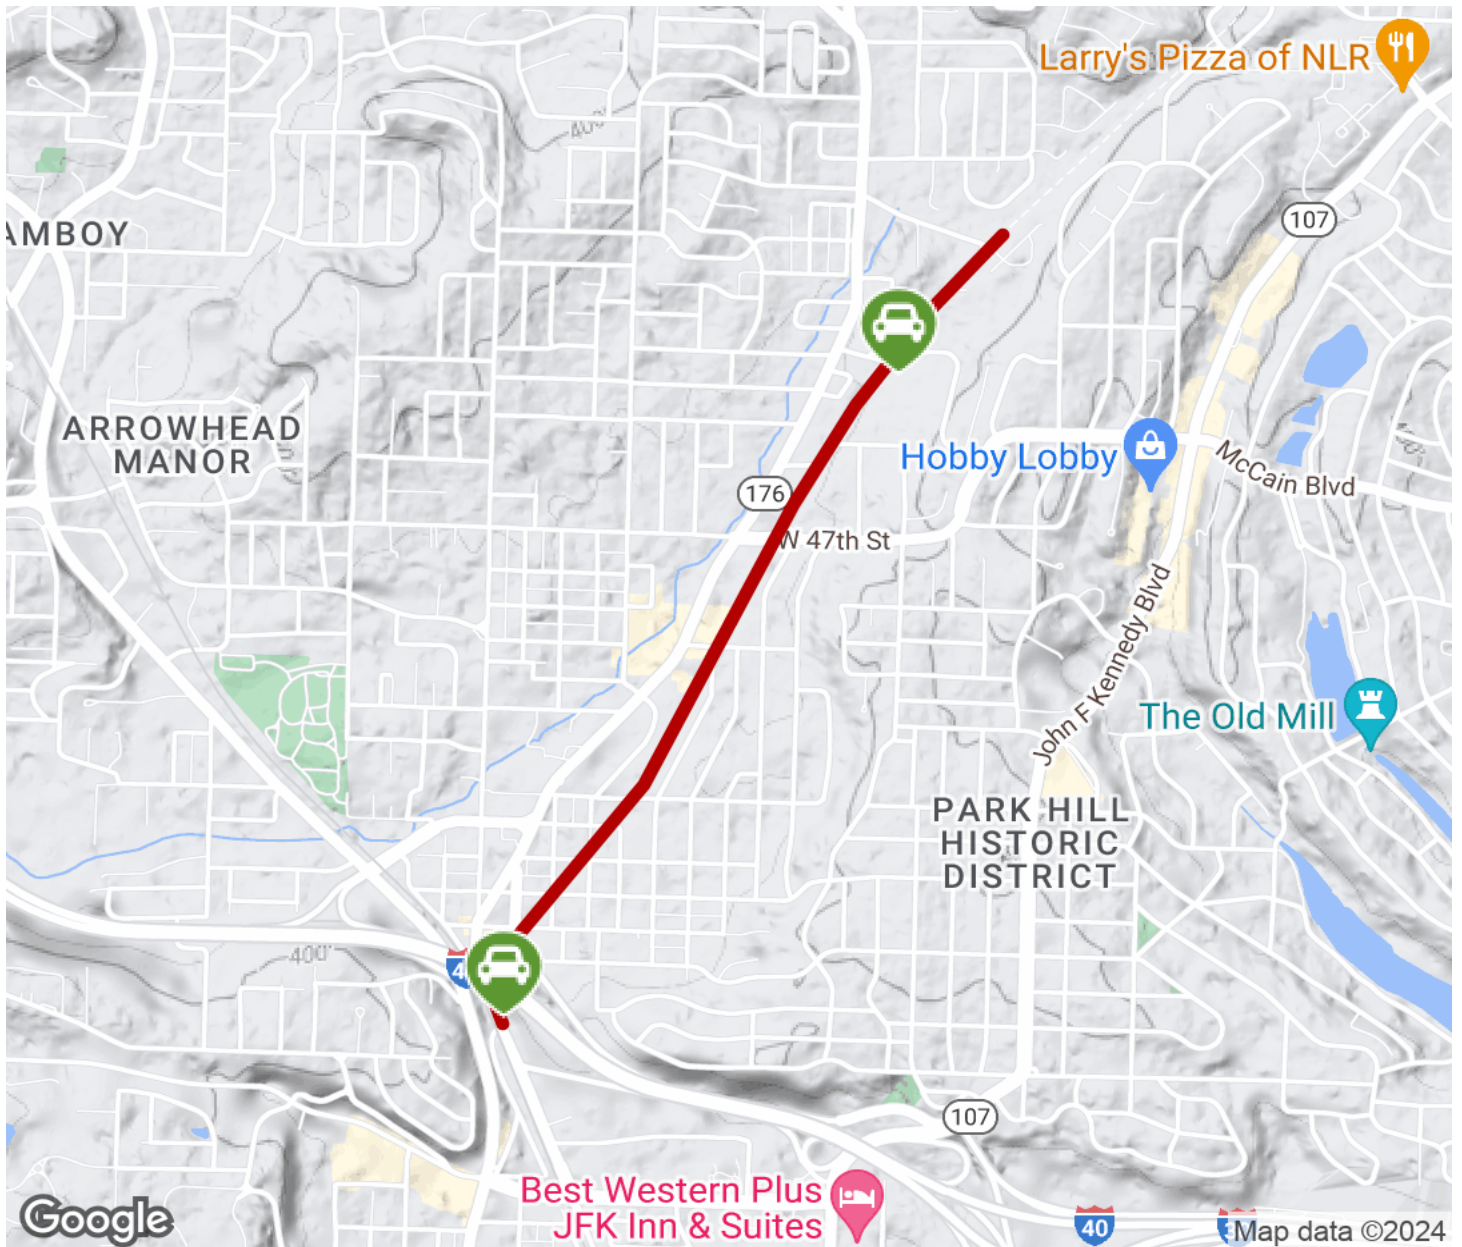 Larry's Pizza of NLR
400'
107
AMBOY
ARROWHEAD
MANOR
Hobby Lobby
McCain Blvd
176
W 47th St
John F Kennedy Blvd
The Old Mill
PARK HILL
HISTORIC
DISTRICT
400'
107
Best Western Plus
JFK Inn & Suites
40
Google
Map data ©2024